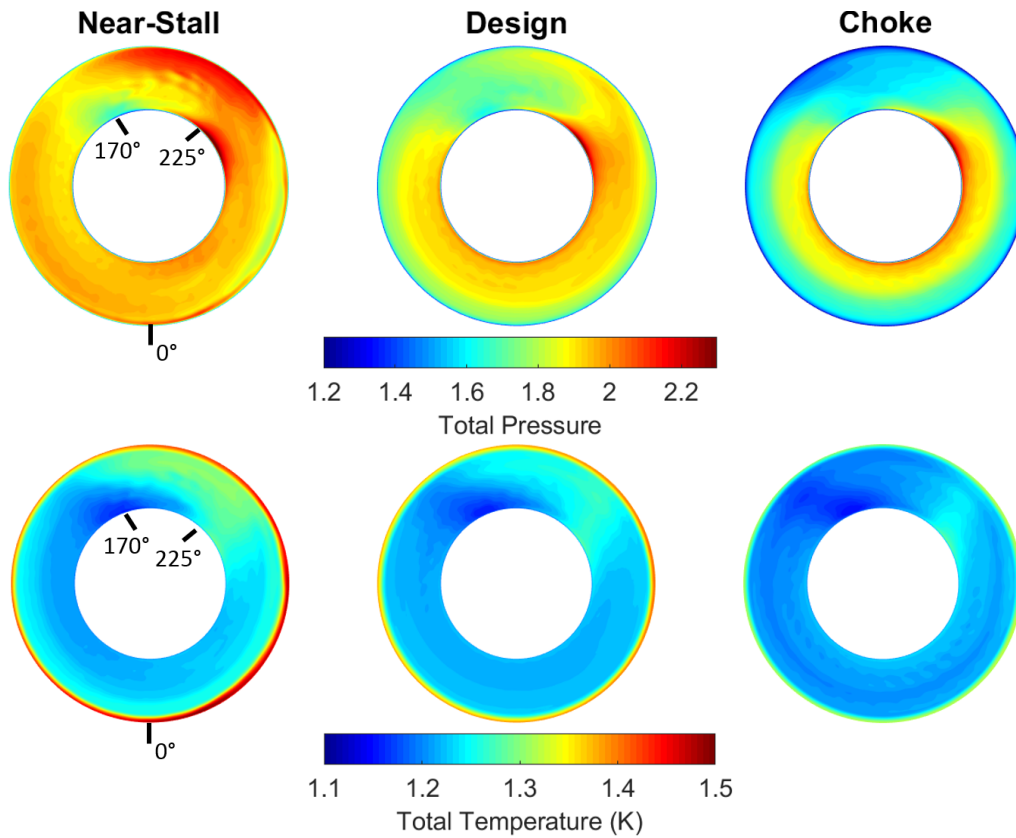 Near-Stall Design Choke
170° 225°
0°
1.2 1.4 1.6 1.8 2 2.2
Total Pressure
170° 225°
0°
1.1 1.2 1.3 1.4 1.5
Total Temperature (K)